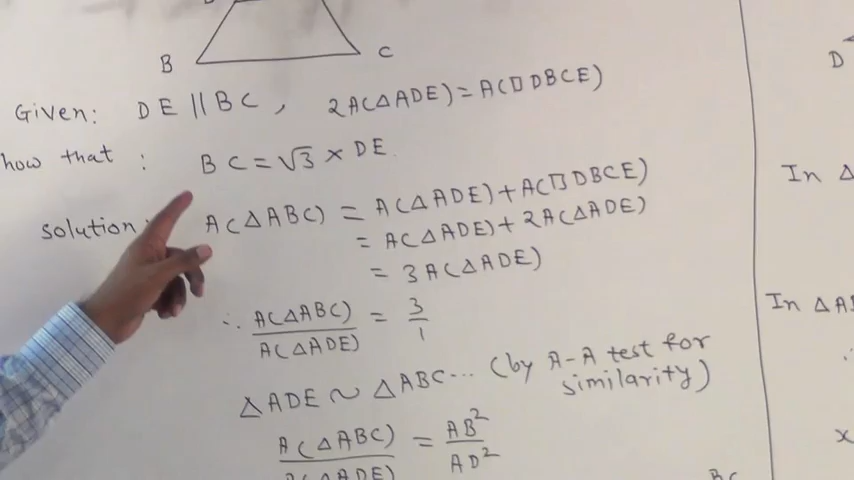 B
C
Given: DE || BC, 2A(△ADE) = A(□DBCE)
how that : BC = √3 × DE.
Solution: A(△ABC) = A(△ADE) + A(□DBCE)
= A(△ADE) + 2A(△ADE)
= 3A(△ADE)
∴ A(△ABC) / A(△ADE) = 3/1
△ADE ~ △ABC... (by A-A test for
similarity)
A(△ABC) / A(△ADE) = AB² / AD²
BC
D
In △
In △A
x